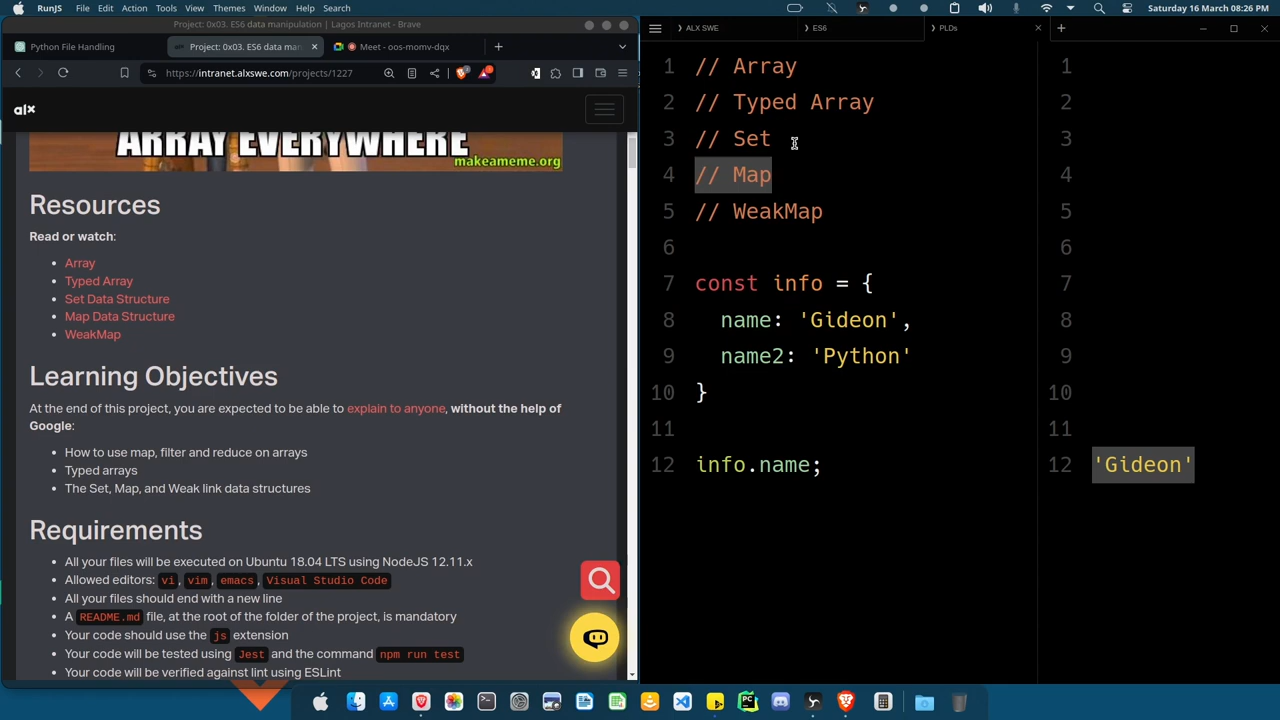 RunJS File Edit Action Tools View Themes Window Help Search
Saturday 16 March 08:26 PM
Project: 0x03. ES6 data manipulation | Lagos Intranet - Brave
Python File Handling
Project: 0x03. ES6 data man
Meet - oos-momv-dqx
https://intranet.alxswe.com/projects/1227
alx
ARRAY EVERYWHERE
makeameme.org
Resources
Read or watch:
Array
Typed Array
Set Data Structure
Map Data Structure
WeakMap
Learning Objectives
At the end of this project, you are expected to be able to explain to anyone, without the help of
Google:
How to use map, filter and reduce on arrays
Typed arrays
The Set, Map, and Weak link data structures
Requirements
All your files will be executed on Ubuntu 18.04 LTS using NodeJS 12.11.x
Allowed editors: vi, vim, emacs, Visual Studio Code
All your files should end with a new line
A README.md file, at the root of the folder of the project, is mandatory
Your code should use the js extension
Your code will be tested using Jest and the command npm run test
Your code will be verified against lint using ESLint
ALX SWE
ES6
PLDs
1 // Array
2 // Typed Array
3 // Set
4 // Map
5 // WeakMap
6
7 const info = {
8 name: 'Gideon',
9 name2: 'Python'
10 }
11
12 info.name;
1
2
3
4
5
6
7
8
9
10
11
12 'Gideon'